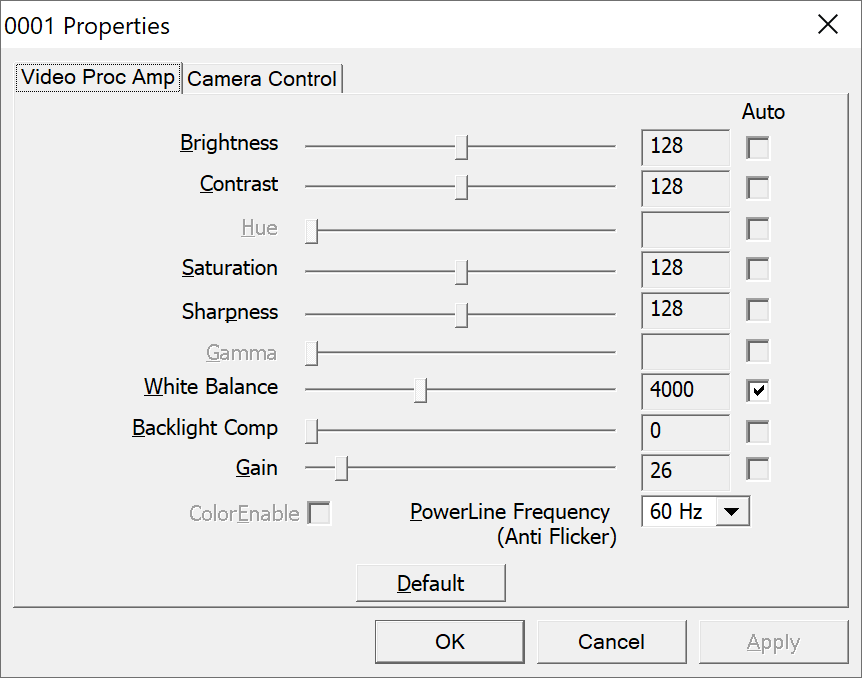 0001 Properties
Video Proc Amp
Camera Control
Auto
Brightness 128
Contrast 128
Hue
Saturation 128
Sharpness 128
Gamma
White Balance 4000
Backlight Comp 0
Gain 26
ColorEnable
PowerLine Frequency 60 Hz
(Anti Flicker)
Default
OK Cancel Apply